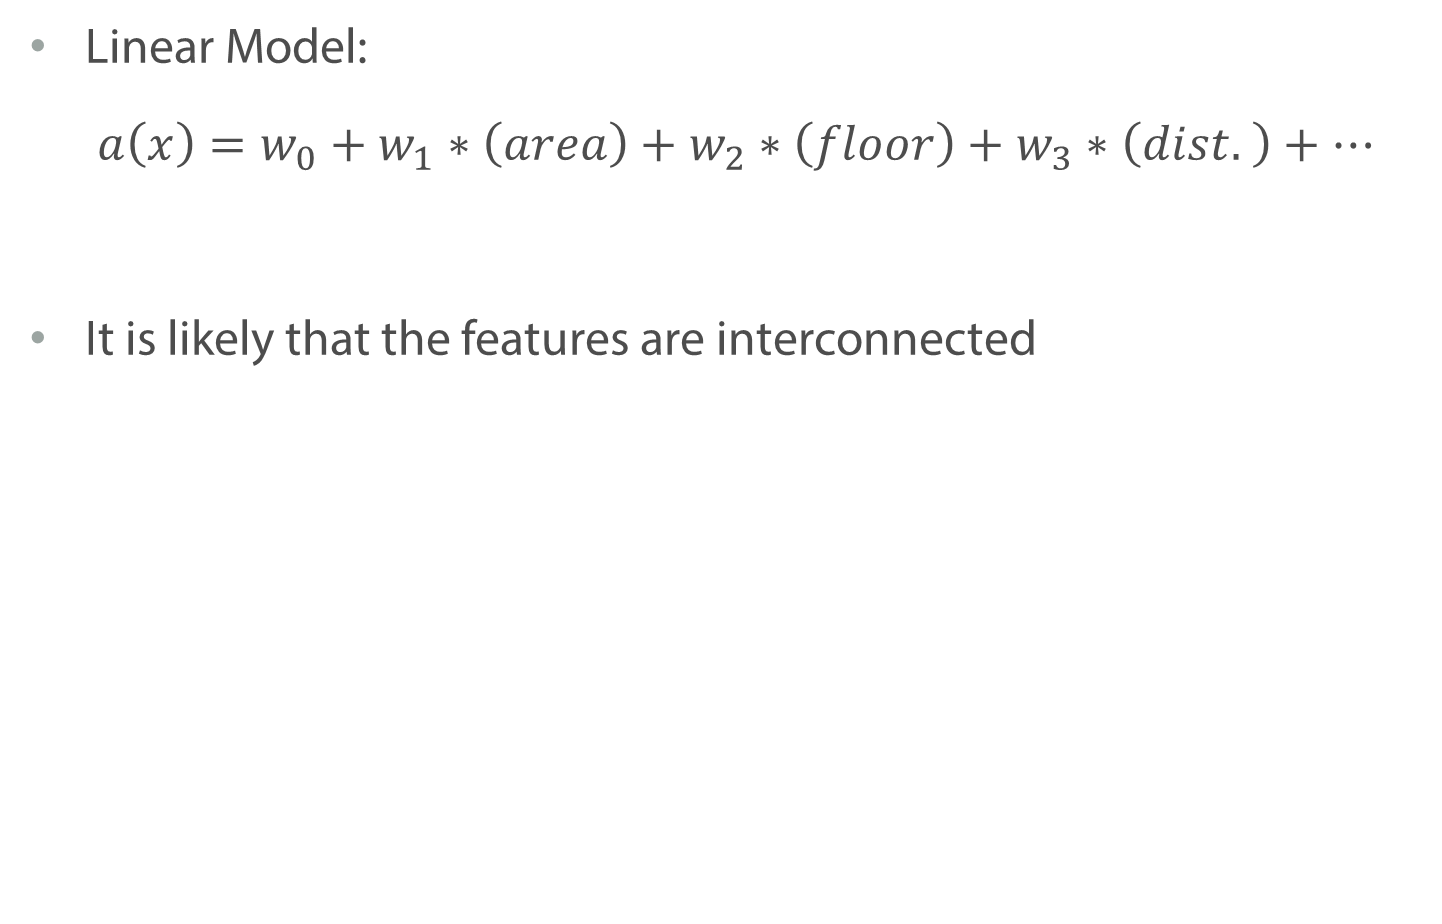 • Linear Model:
a(x) = w₀ + w₁ * (area) + w₂ * (floor) + w₃ * (dist. ) + ⋯
• It is likely that the features are interconnected